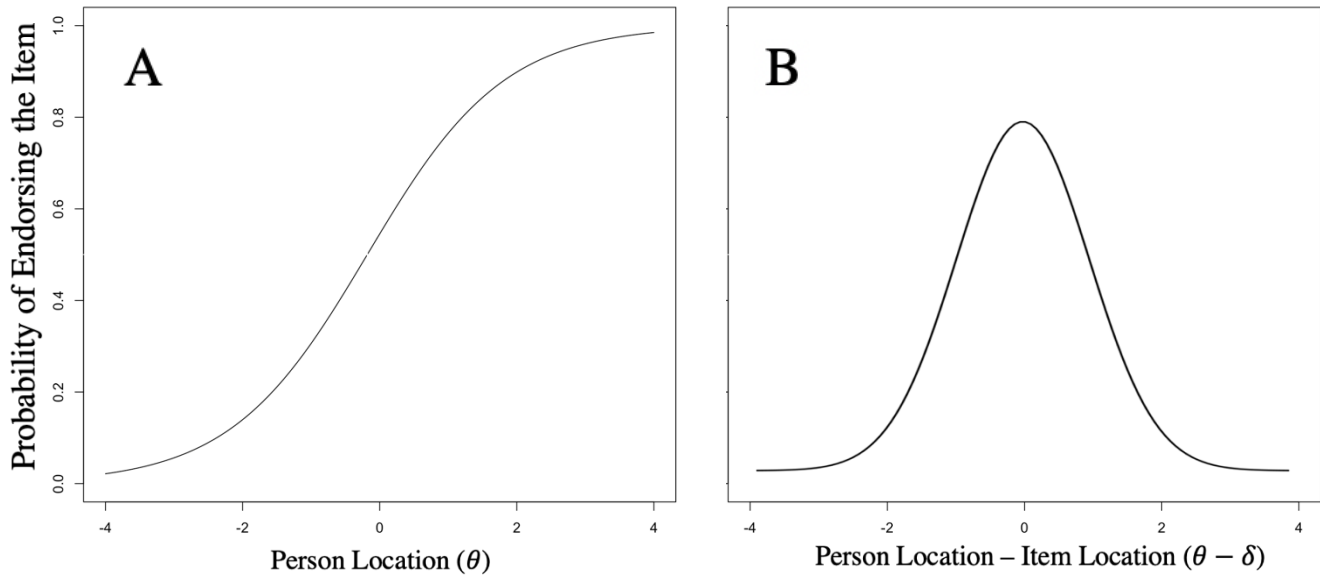 A
B
Probability of Endorsing the Item
1.0
0.8
0.6
0.4
0.2
0.0
-4 -2 0 2 4
-4 -2 0 2 4
Person Location (θ)
Person Location – Item Location (θ − δ)